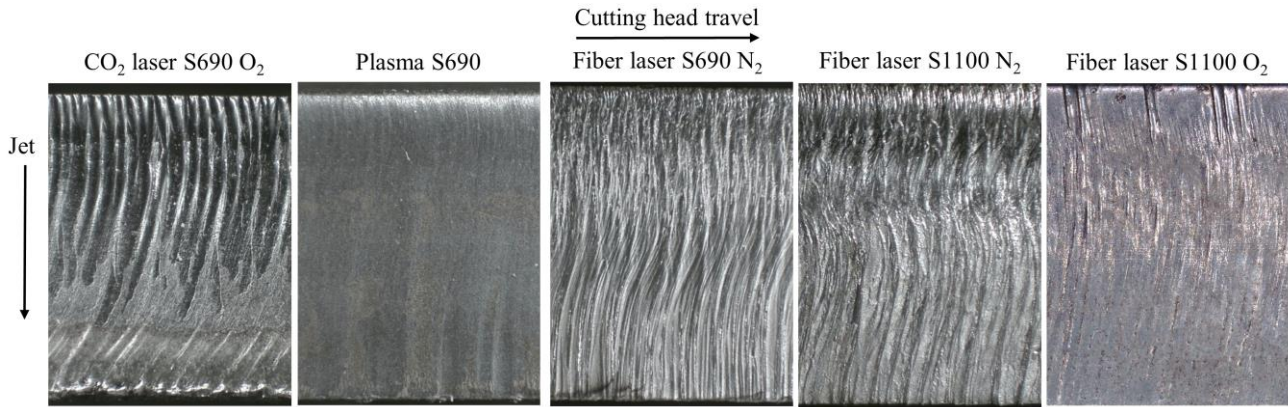 Cutting head travel
CO₂ laser S690 O₂
Plasma S690
Fiber laser S690 N₂
Fiber laser S1100 N₂
Fiber laser S1100 O₂
Jet